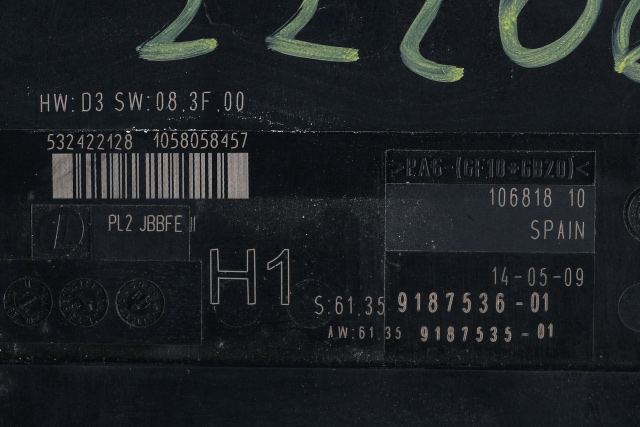 HW:D3 SW:08.3F.00
532422128 1058058457
>PA6-(GF10+GB20)<
106818 10
PL2 JBBFE II
SPAIN
H1
14-05-09
S:61.35 9187536-01
AW:61.35 9187535-01